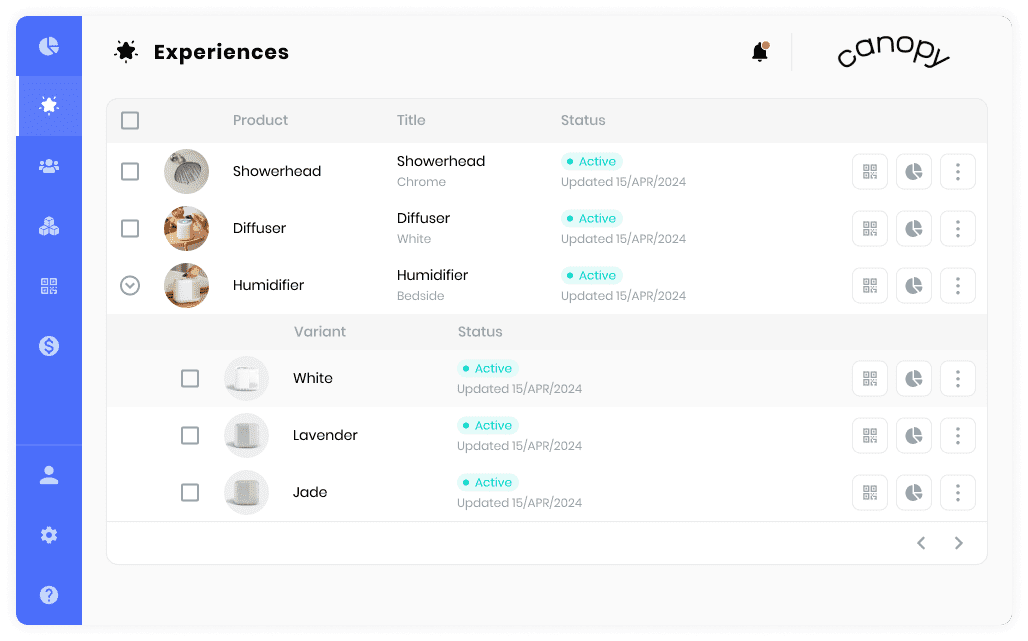 Experiences
canopy
Product Title Status
Showerhead Showerhead Active
Chrome Updated 15/APR/2024
Diffuser Diffuser Active
White Updated 15/APR/2024
Humidifier Humidifier Active
Bedside Updated 15/APR/2024
Variant Status
White Active
Updated 15/APR/2024
Lavender Active
Updated 15/APR/2024
Jade Active
Updated 15/APR/2024